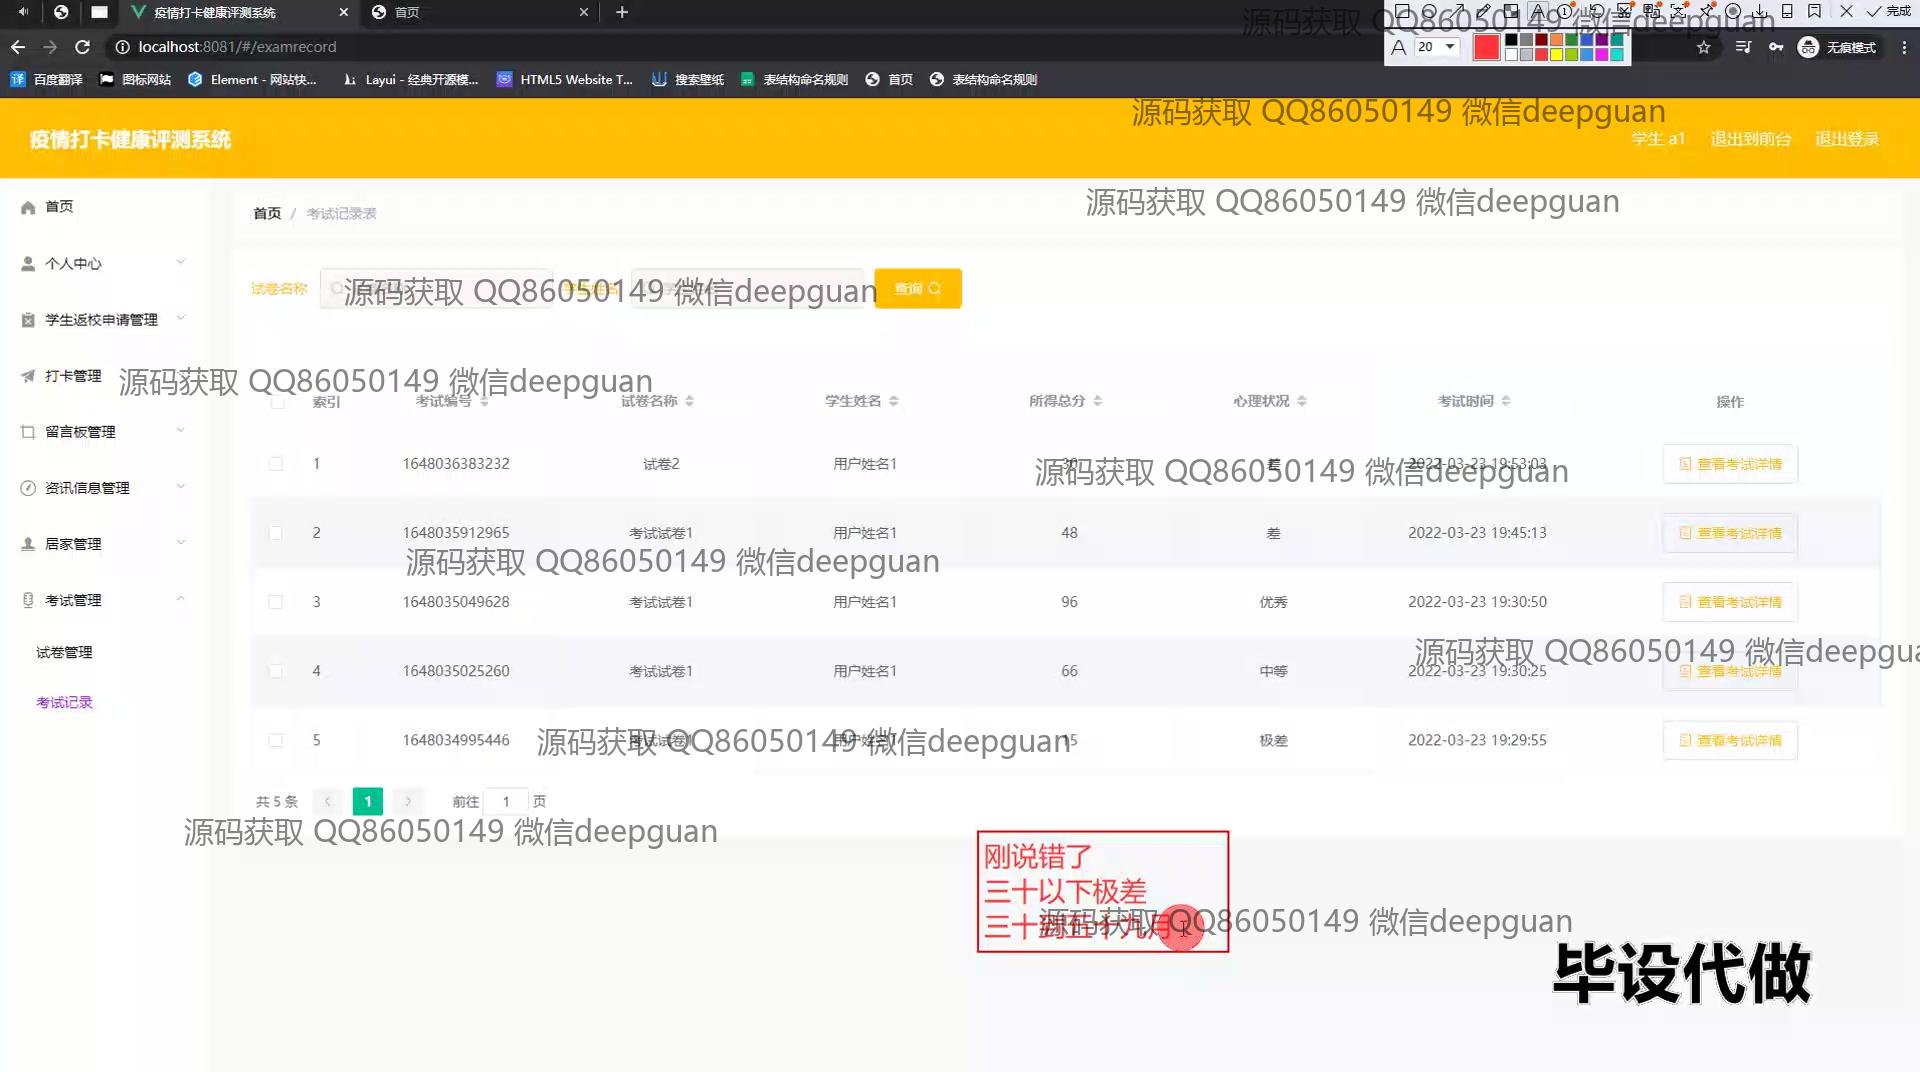 疫情打卡健康评测系统
首页
localhost:8081/#/examrecord
A 20
完成
无痕模式
百度翻译
图标网站
Element - 网站快...
Layui - 经典开源模...
HTML5 Website T...
搜索壁纸
表结构命名规则
首页
表结构命名规则
源码获取 QQ86050149 微信deepguan
源码获取 QQ86050149 微信deepguan
疫情打卡健康评测系统
学生 a1
退出到前台
退出登录
源码获取 QQ86050149 微信deepguan
首页
个人中心
学生返校申请管理
打卡管理
留言板管理
资讯信息管理
居家管理
考试管理
试卷管理
考试记录
首页 / 考试记录表
试卷名称
学生姓名
查询
源码获取 QQ86050149 微信deepguan
源码获取 QQ86050149 微信deepguan
索引 考试编号 试卷名称 学生姓名 所得总分 心理状况 考试时间 操作
1 1648036383232 试卷2 用户姓名1 差 2022-03-23 19:53:03 查看考试详情
源码获取 QQ86050149 微信deepguan
2 1648035912965 考试试卷1 用户姓名1 48 差 2022-03-23 19:45:13 查看考试详情
源码获取 QQ86050149 微信deepguan
3 1648035049628 考试试卷1 用户姓名1 96 优秀 2022-03-23 19:30:50 查看考试详情
源码获取 QQ86050149 微信deepgua
4 1648035025260 考试试卷1 用户姓名1 66 中等 2022-03-23 19:30:25 查看考试详情
5 1648034995446 考试试卷1 用户姓名1 极差 2022-03-23 19:29:55 查看考试详情
源码获取 QQ86050149 微信deepguan
共 5 条 1 前往 1 页
源码获取 QQ86050149 微信deepguan
刚说错了
三十以下极差
三十到五十九月
源码获取 QQ86050149 微信deepguan
毕设代做